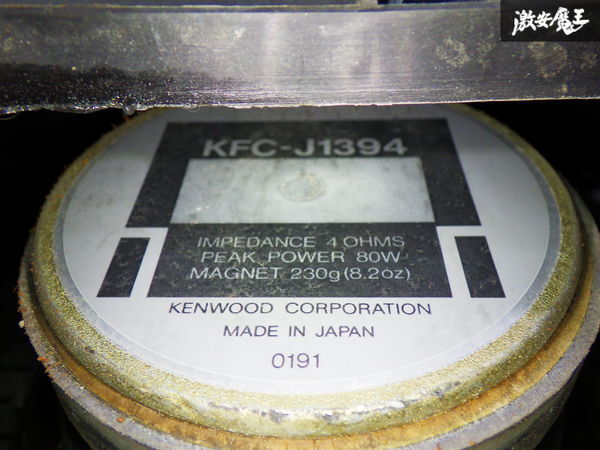 激安魔王
KFC-J1394
IMPEDANCE 4 OHMS
PEAK POWER 80W
MAGNET 230g(8.2oz)
KENWOOD CORPORATION
MADE IN JAPAN
0191